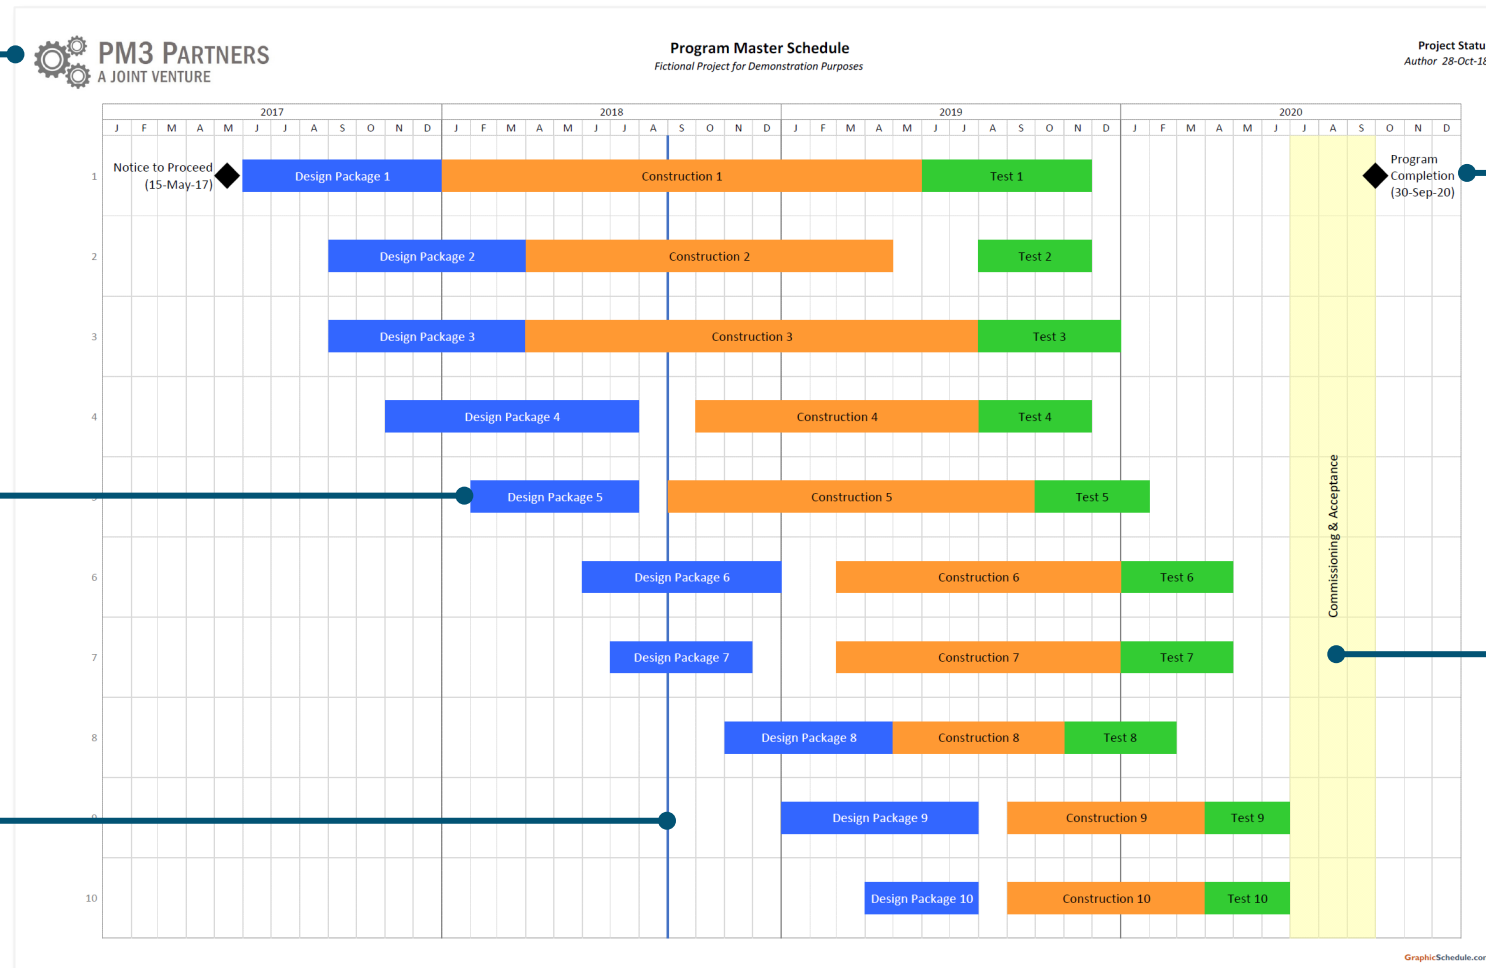 PM3 PARTNERS
A JOINT VENTURE
Program Master Schedule
Fictional Project for Demonstration Purposes
Project Statu
Author 28-Oct-18
2017 2018 2019 2020
J F M A M J J A S O N D J F M A M J J A S O N D J F M A M J J A S O N D J F M A M J J A S O N D
1 Notice to Proceed (15-May-17) Design Package 1 Construction 1 Test 1 Program Completion (30-Sep-20)
2 Design Package 2 Construction 2 Test 2
3 Design Package 3 Construction 3 Test 3
4 Design Package 4 Construction 4 Test 4
Design Package 5 Construction 5 Test 5
6 Design Package 6 Construction 6 Test 6
7 Design Package 7 Construction 7 Test 7
8 Design Package 8 Construction 8 Test 8
Design Package 9 Construction 9 Test 9
10 Design Package 10 Construction 10 Test 10
Commissioning & Acceptance
GraphicSchedule.com